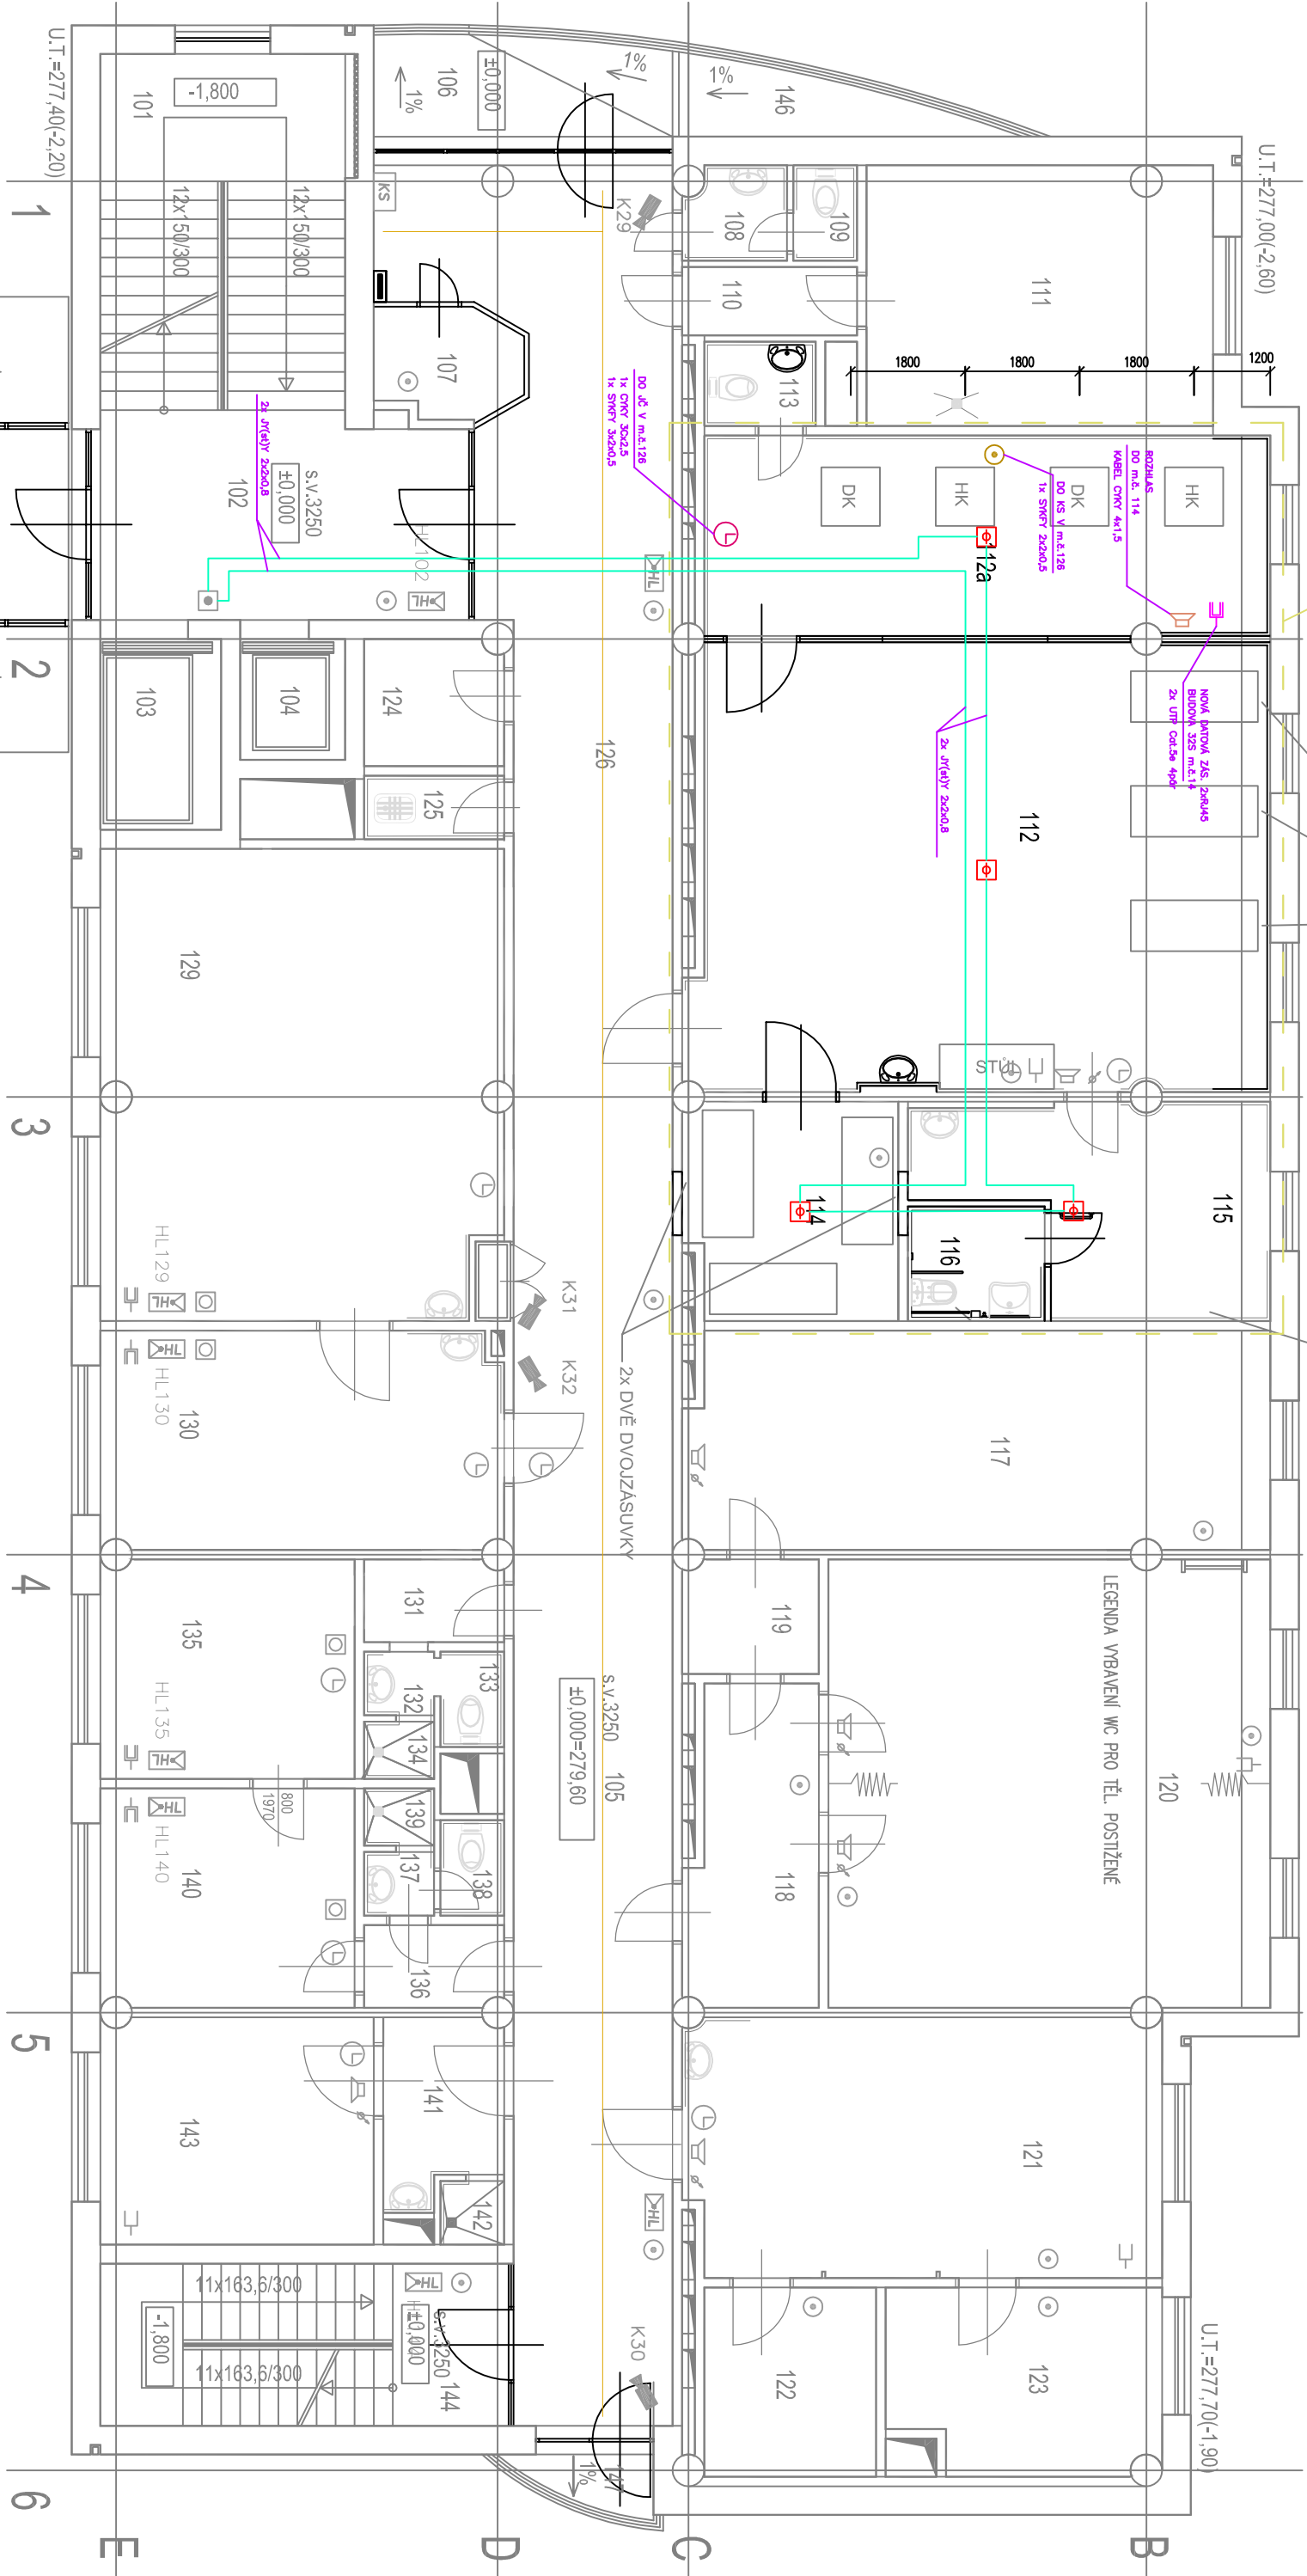 U.T.=277,40(-2,20)
-1,800
101
106
±0,000
1%
1%
1%
146
U.T.=277,00(-2,60)
1
12x150/300
12x150/300
KS
K29
108
109
110
111
107
113
1800
1800
1800
1200
DO JČ V m.č.126
1x CYKY 3Cx2,5
1x SYKFY 3x2x0,5
2x JY(st)Y 2x2x0,8
s.v.3250
±0,000
102
HL102
HL
HL
L
DK
HK
DK
HK
ROZHLAS
DO m.č. 114
KABEL CYKY 4x1,5
DO KS V m.č.126
1x SYKFY 2x2x0,5
112a
2
103
104
124
125
126
NOVÁ DATOVÁ ZÁS. 2xRJ45
BUDOVA 32S m.č.14
2x UTP Cat.5e 4pár
2x JY(st)Y 2x2x0,8
112
129
STŮL
L
3
114
115
116
L
HL129
HL
K31
K32
HL
HL130
130
L
L
2x DVĚ DVOJZÁSUVKY
117
4
131
119
135
133
132
134
HL135
HL
L
s.v.3250
±0,000=279,60
105
LEGENDA VYBAVENÍ WC PRO TĚL. POSTIŽENÉ
120
800
1970
139
137
138
HL
HL140
140
L
136
118
5
141
143
142
L
L
121
HL
11x163,6/300
11x163,6/300
-1,800
HL
s.v.3250
±0,000
144
K30
122
123
U.T.=277,70(-1,90)
1%
147
6
E
D
C
B